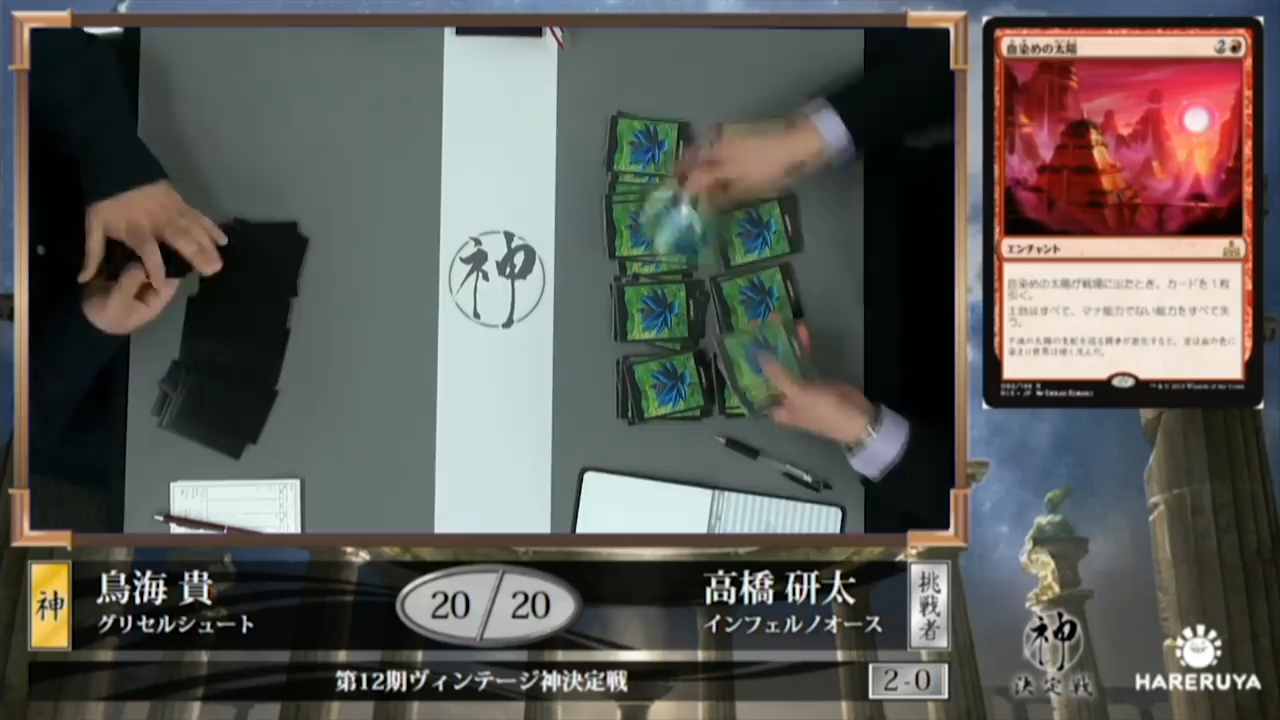 血染めの太陽
エンチャント
血染めの太陽が戦場に出たとき、カードを1枚
引く。
土地はすべて、マナ能力でない能力をすべて失
う。
神
神
鳥海 貴
グリセルシュート
20 / 20
高橋 研太
インフェルノオース
挑戦者
第12期ヴィンテージ神決定戦
2-0
神
決定戦
HARERUYA